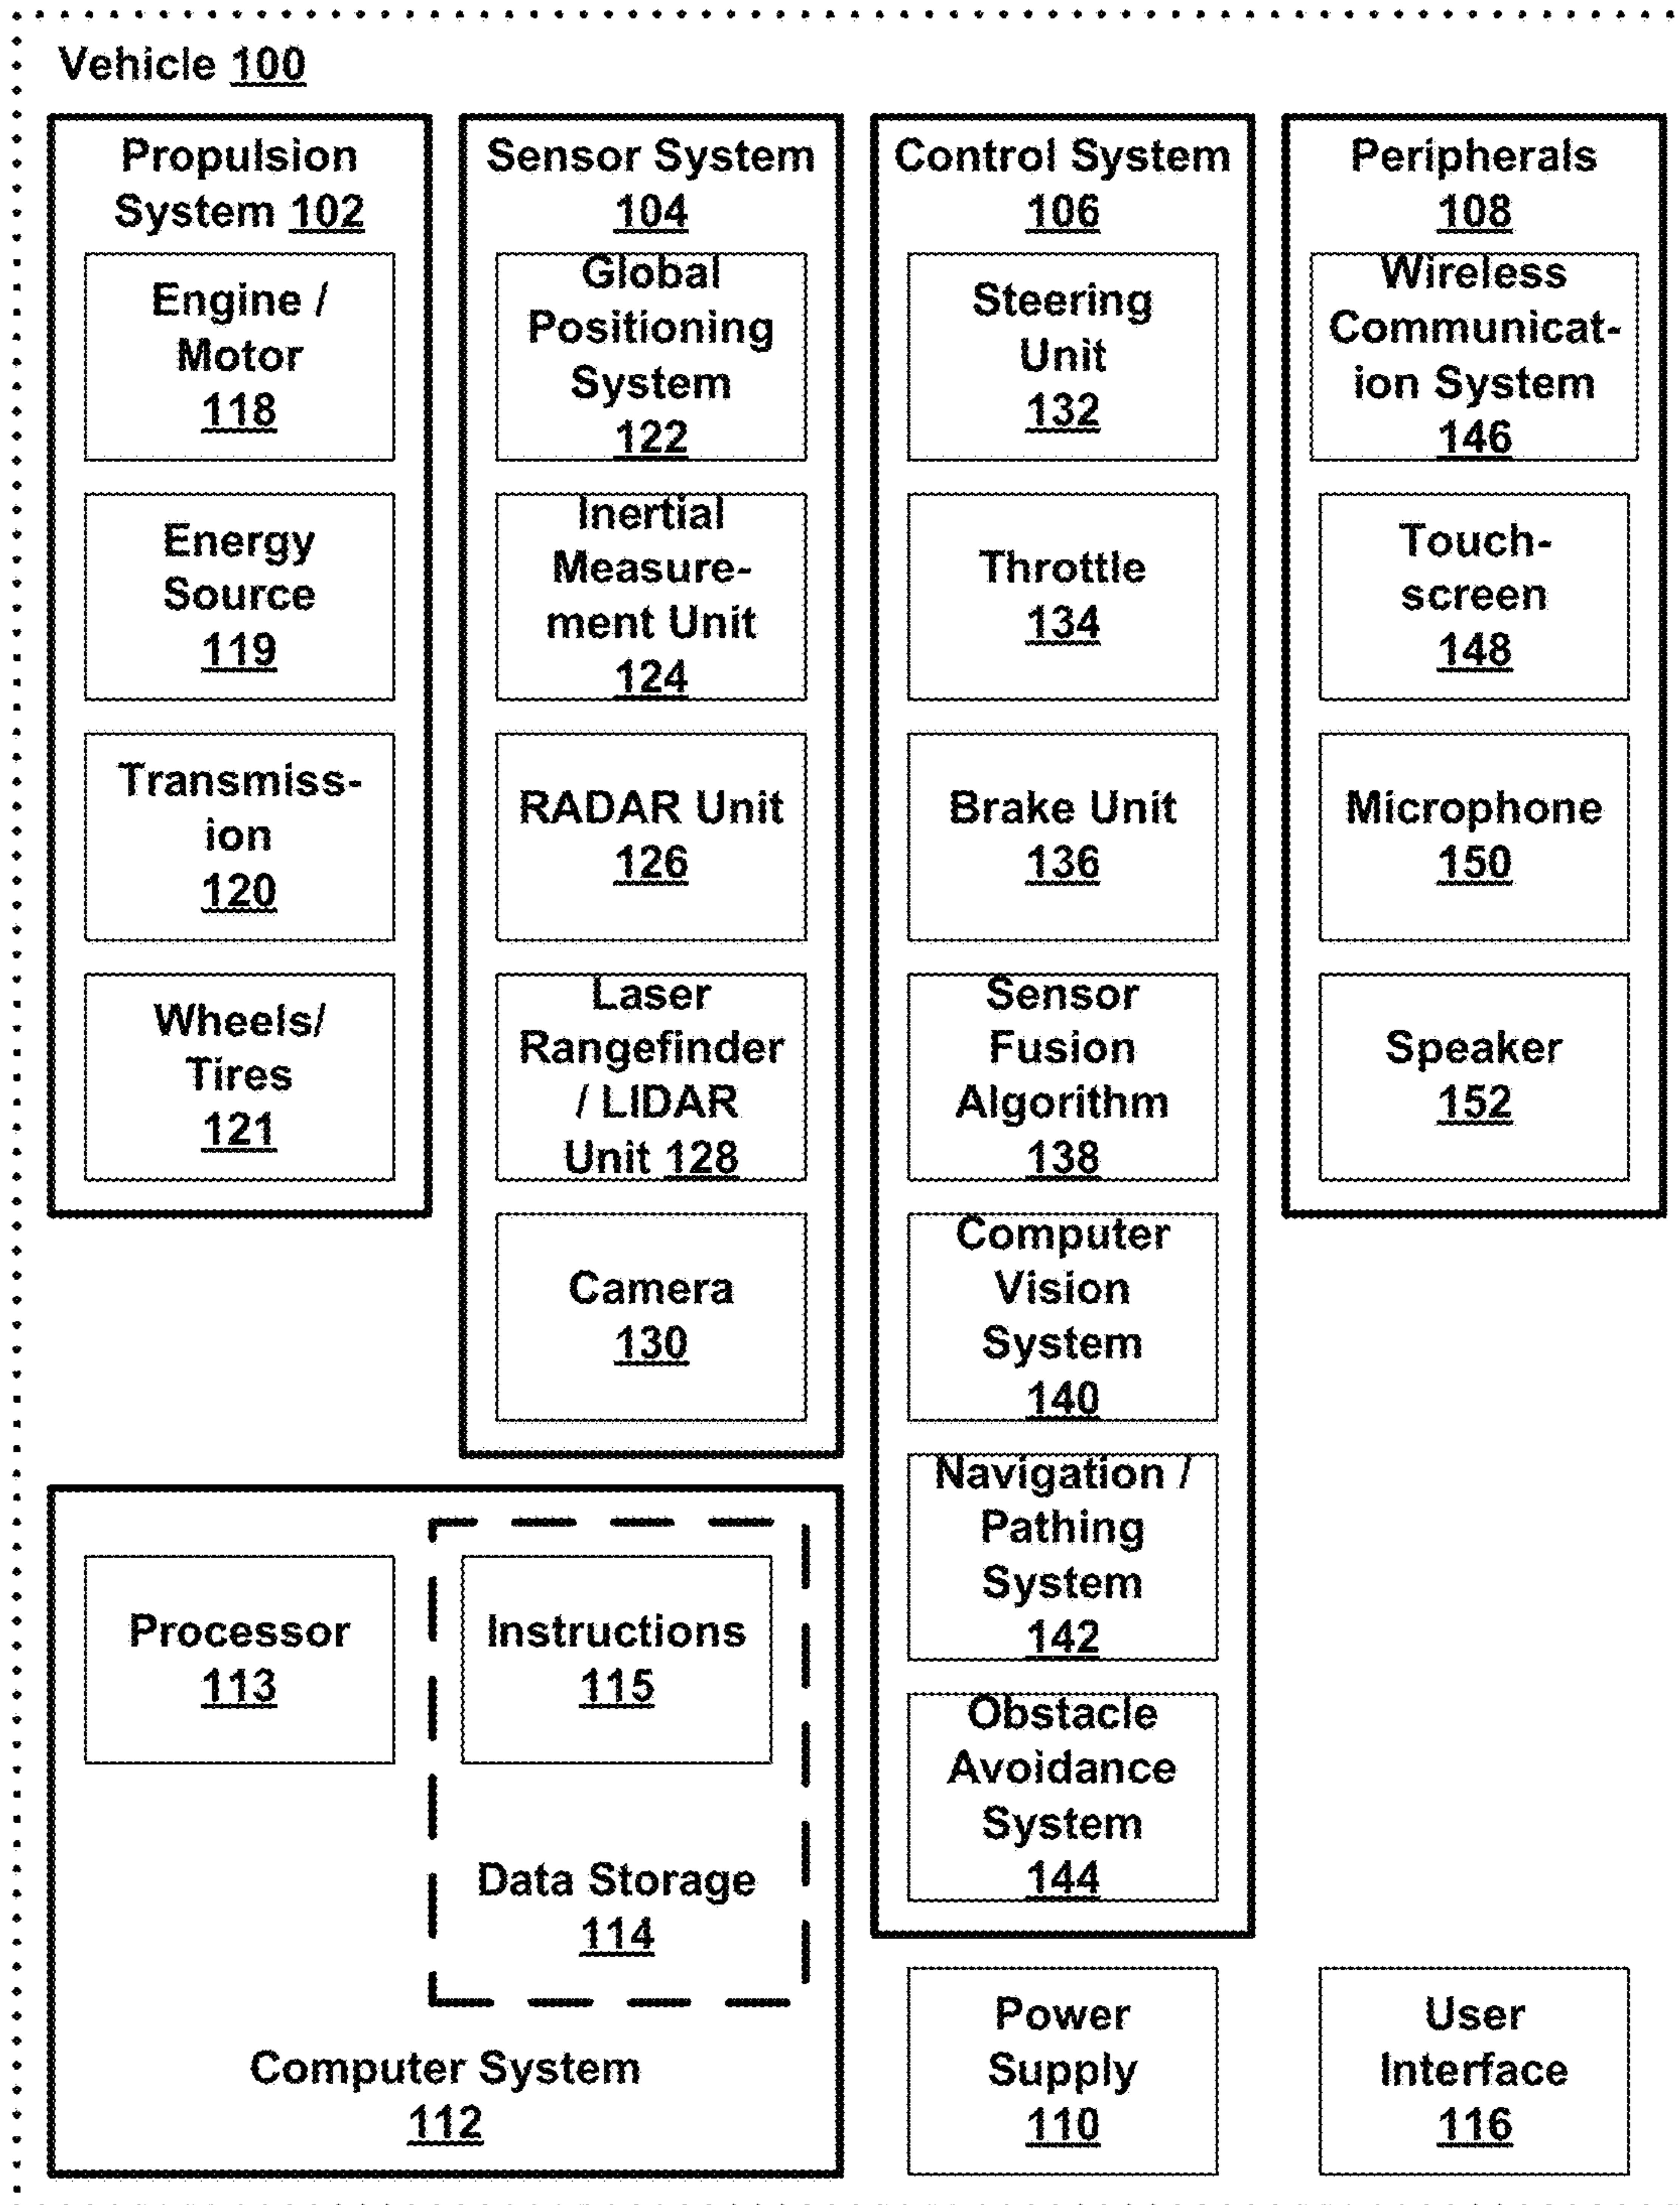 Vehicle 100
Propulsion
System 102
Engine /
Motor
118
Energy
Source
119
Transmiss-
ion
120
Wheels/
Tires
121
Sensor System
104
Global
Positioning
System
122
Inertial
Measure-
ment Unit
124
RADAR Unit
126
Laser
Rangefinder
/ LIDAR
Unit 128
Camera
130
Control System
106
Steering
Unit
132
Throttle
134
Brake Unit
136
Sensor
Fusion
Algorithm
138
Computer
Vision
System
140
Navigation /
Pathing
System
142
Obstacle
Avoidance
System
144
Peripherals
108
Wireless
Communicat-
ion System
146
Touch-
screen
148
Microphone
150
Speaker
152
Processor
113
Instructions
115
Data Storage
114
Computer System
112
Power
Supply
110
User
Interface
116